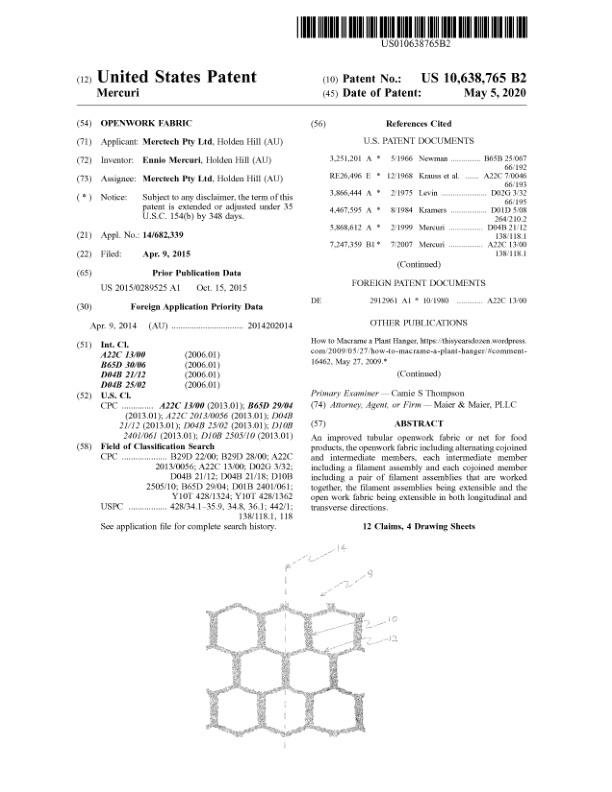 US010638765B2
(12) United States Patent
Mercuri
(10) Patent No.: US 10,638,765 B2
(45) Date of Patent: May 5, 2020
(54) OPENWORK FABRIC
(71) Applicant: Merctech Pty Ltd, Holden Hill (AU)
(72) Inventor: Ennio Mercuri, Holden Hill (AU)
(73) Assignee: Merctech Pty Ltd, Holden Hill (AU)
( * ) Notice: Subject to any disclaimer, the term of this
patent is extended or adjusted under 35
U.S.C. 154(b) by 348 days.
(21) Appl. No.: 14/682,339
(22) Filed: Apr. 9, 2015
(65) Prior Publication Data
US 2015/0289525 A1 Oct. 15, 2015
(30) Foreign Application Priority Data
Apr. 9, 2014 (AU) ................................ 2014202014
(51) Int. Cl.
A22C 13/00 (2006.01)
B65D 30/06 (2006.01)
D04B 21/12 (2006.01)
D04B 25/02 (2006.01)
(52) U.S. Cl.
CPC ............. A22C 13/00 (2013.01); B65D 29/04
(2013.01); A22C 2013/0056 (2013.01); D04B
21/12 (2013.01); D04B 25/02 (2013.01); D10B
2401/061 (2013.01); D10B 2505/10 (2013.01)
(58) Field of Classification Search
CPC ................... B29D 22/00; B29D 28/00; A22C
2013/0056; A22C 13/00; D02G 3/32;
D04B 21/12; D04B 21/18; D10B
2505/10; B65D 29/04; D01B 2401/061;
Y10T 428/1324; Y10T 428/1362
USPC ................ 428/34.1-35.9, 34.8, 36.1; 442/1;
138/118.1, 118
See application file for complete search history.
(56) References Cited
U.S. PATENT DOCUMENTS
3,251,201 A * 5/1966 Newman .............. B65B 25/067
66/192
RE26,496 E * 12/1968 Krauss et al. ...... A22C 7/0046
66/193
3,866,444 A * 2/1975 Levin ..................... D02G 3/32
66/195
4,467,595 A * 8/1984 Kramers ................. D01D 5/08
264/210.2
5,868,612 A * 2/1999 Mercuri ................ D04B 21/12
138/118.1
7,247,359 B1 * 7/2007 Mercuri ................ A22C 13/00
138/118.1
(Continued)
FOREIGN PATENT DOCUMENTS
DE 2912961 A1 * 10/1980 ............ A22C 13/00
OTHER PUBLICATIONS
How to Macrame a Plant Hanger, https://thisyearsdozen.wordpress.
com/2009/05/27/how-to-macrame-a-plant-hanger/#comment-
16462, May 27, 2009.*
(Continued)
Primary Examiner — Camie S Thompson
(74) Attorney, Agent, or Firm — Maier & Maier, PLLC
(57) ABSTRACT
An improved tubular openwork fabric or net for food
products, the openwork fabric including alternating cojoined
and intermediate members, each intermediate member
including a filament assembly and each cojoined member
including a pair of filament assemblies that are worked
together, the filament assemblies being extensible and the
open work fabric being extensible in both longitudinal and
transverse directions.
12 Claims, 4 Drawing Sheets
14
8
10
12